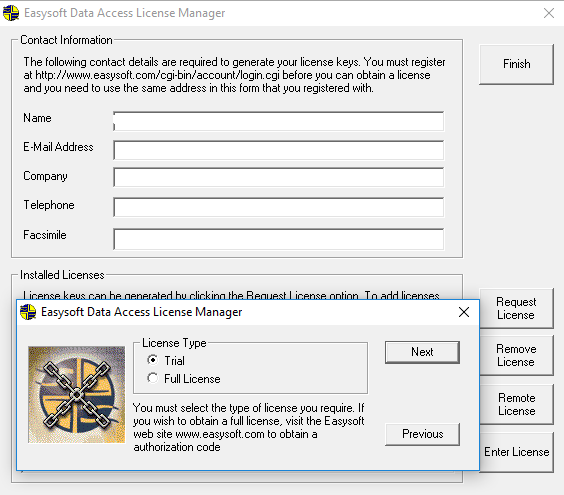 Easysoft Data Access License Manager
Contact Information
The following contact details are required to generate your license keys. You must register
at http://www.easysoft.com/cgi-bin/account/login.cgi before you can obtain a license
and you need to use the same address in this form that you registered with.
Name
E-Mail Address
Company
Telephone
Facsimile
Finish
Installed Licenses
License keys can be generated by clicking the Request License option. To add licenses
Request
License
Remove
License
Remote
License
Enter License
Easysoft Data Access License Manager
License Type
Trial
Full License
You must select the type of license you require. If
you wish to obtain a full license, visit the Easysoft
web site www.easysoft.com to obtain a
authorization code
Next
Previous